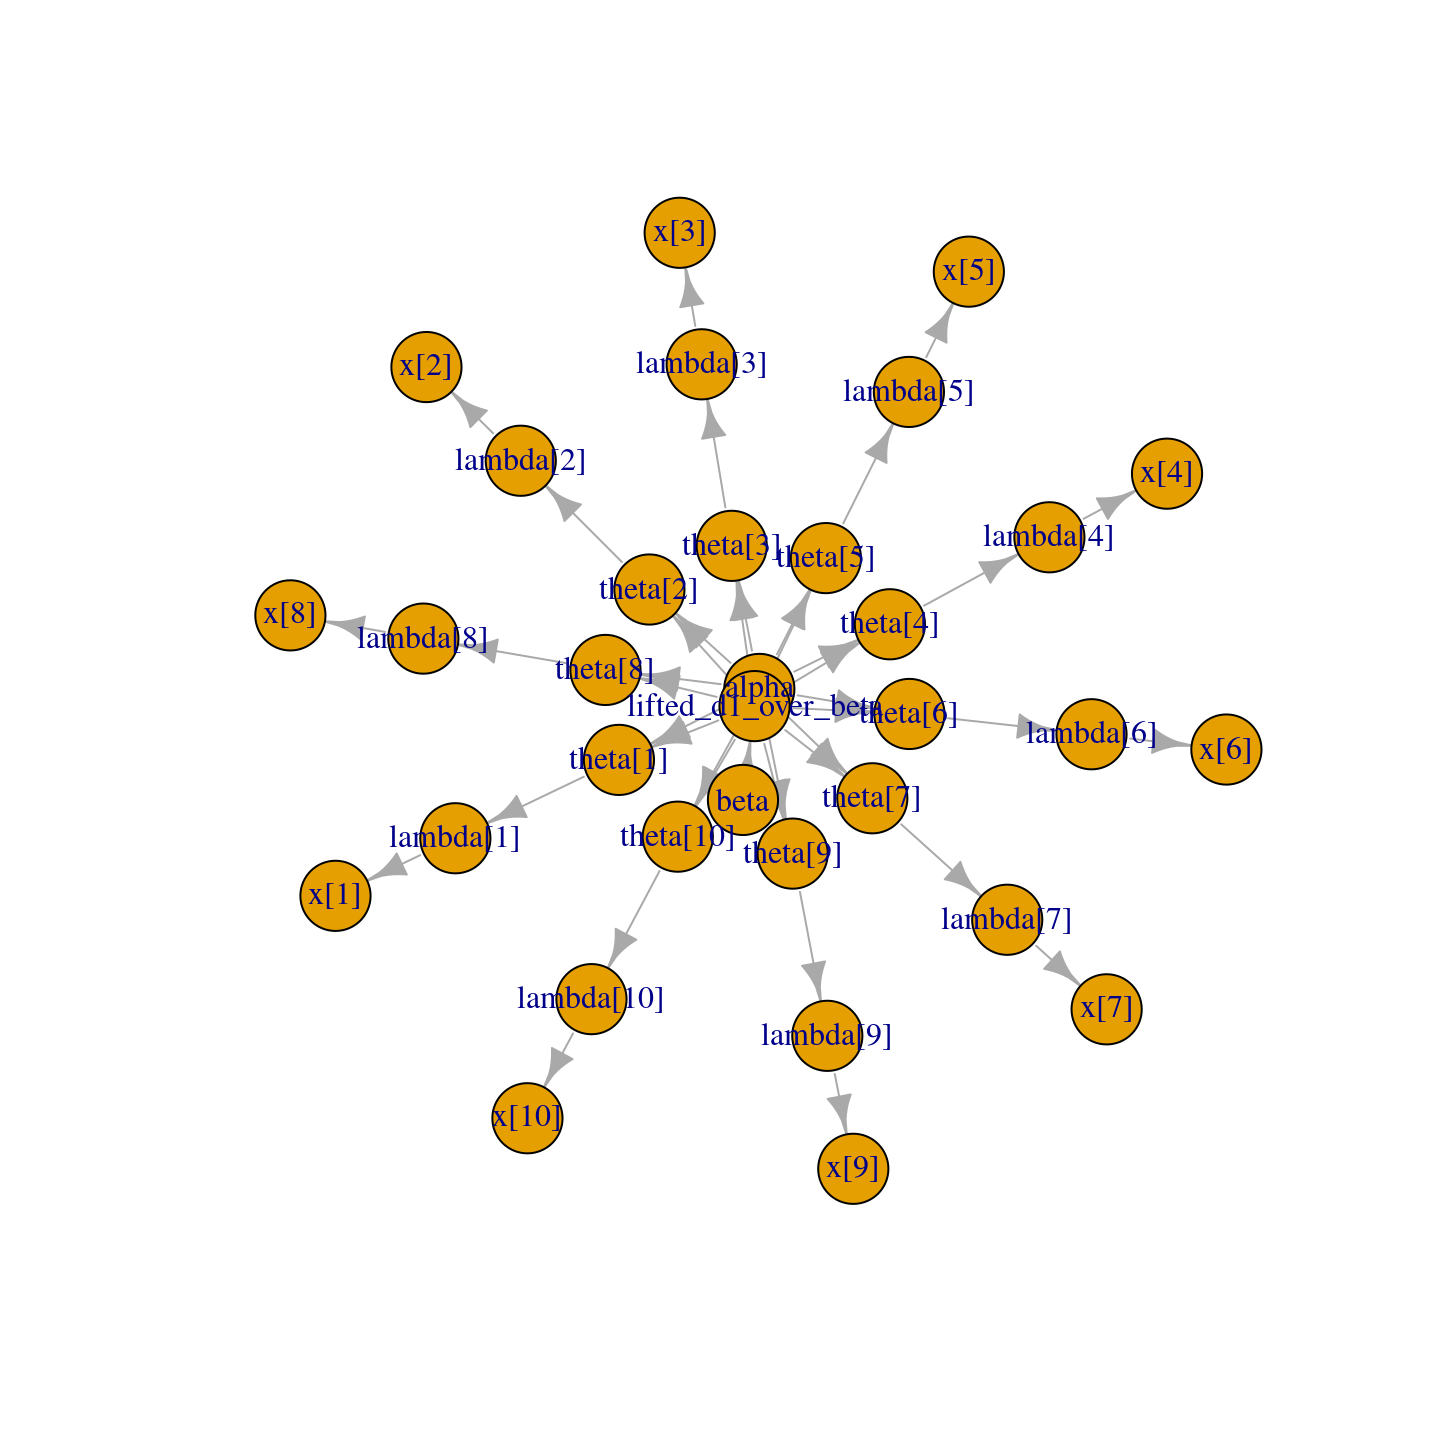 x[3]
x[5]
lambda[3]
x[2]
lambda[5]
lambda[2]
x[4]
lambda[4]
theta[3]
theta[5]
theta[2]
x[8]
theta[4]
lambda[8]
theta[8]
alpha
lifted_d1_over_beta
theta[6]
lambda[6]
x[6]
theta[1]
theta[7]
beta
theta[10]
lambda[1]
theta[9]
x[1]
lambda[7]
lambda[10]
x[7]
lambda[9]
x[10]
x[9]